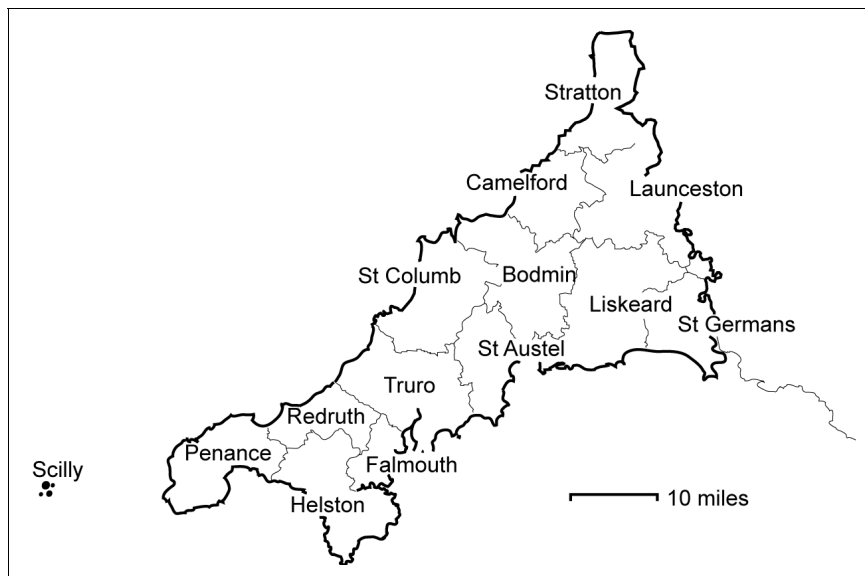 Stratton
Camelford
Launceston
St Columb
Bodmin
Liskeard
St Germans
St Austel
Truro
Redruth
Penance
Falmouth
Scilly
Helston
10 miles